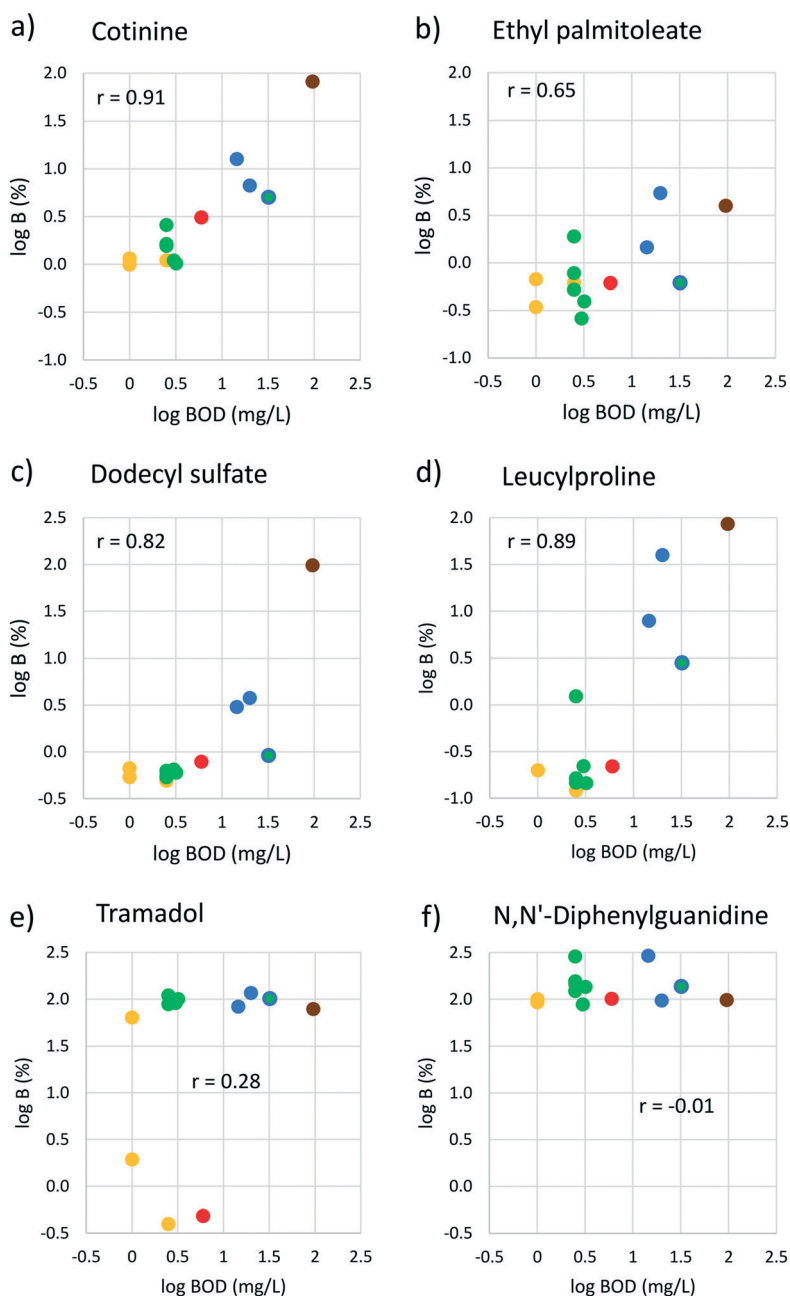 a) Cotinine
2.0
r = 0.91
1.5
1.0
0.5
0.0
-0.5
-1.0
log B (%)
-0.5 0 0.5 1 1.5 2 2.5
log BOD (mg/L)
b) Ethyl palmitoleate
2.0
r = 0.65
1.5
1.0
0.5
0.0
-0.5
-1.0
log B (%)
-0.5 0 0.5 1 1.5 2 2.5
log BOD (mg/L)
c) Dodecyl sulfate
2.5
r = 0.82
2.0
1.5
1.0
0.5
0.0
-0.5
log B (%)
-0.5 0 0.5 1 1.5 2 2.5
log BOD (mg/L)
d) Leucylproline
2.0
r = 0.89
1.5
1.0
0.5
0.0
-0.5
-1.0
log B (%)
-0.5 0 0.5 1 1.5 2 2.5
log BOD (mg/L)
e) Tramadol
2.5
2.0
1.5
r = 0.28
1.0
0.5
0.0
-0.5
log B (%)
-0.5 0 0.5 1 1.5 2 2.5
log BOD (mg/L)
f) N,N'-Diphenylguanidine
2.5
2.0
1.5
1.0
r = -0.01
0.5
0.0
-0.5
log B (%)
-0.5 0 0.5 1 1.5 2 2.5
log BOD (mg/L)